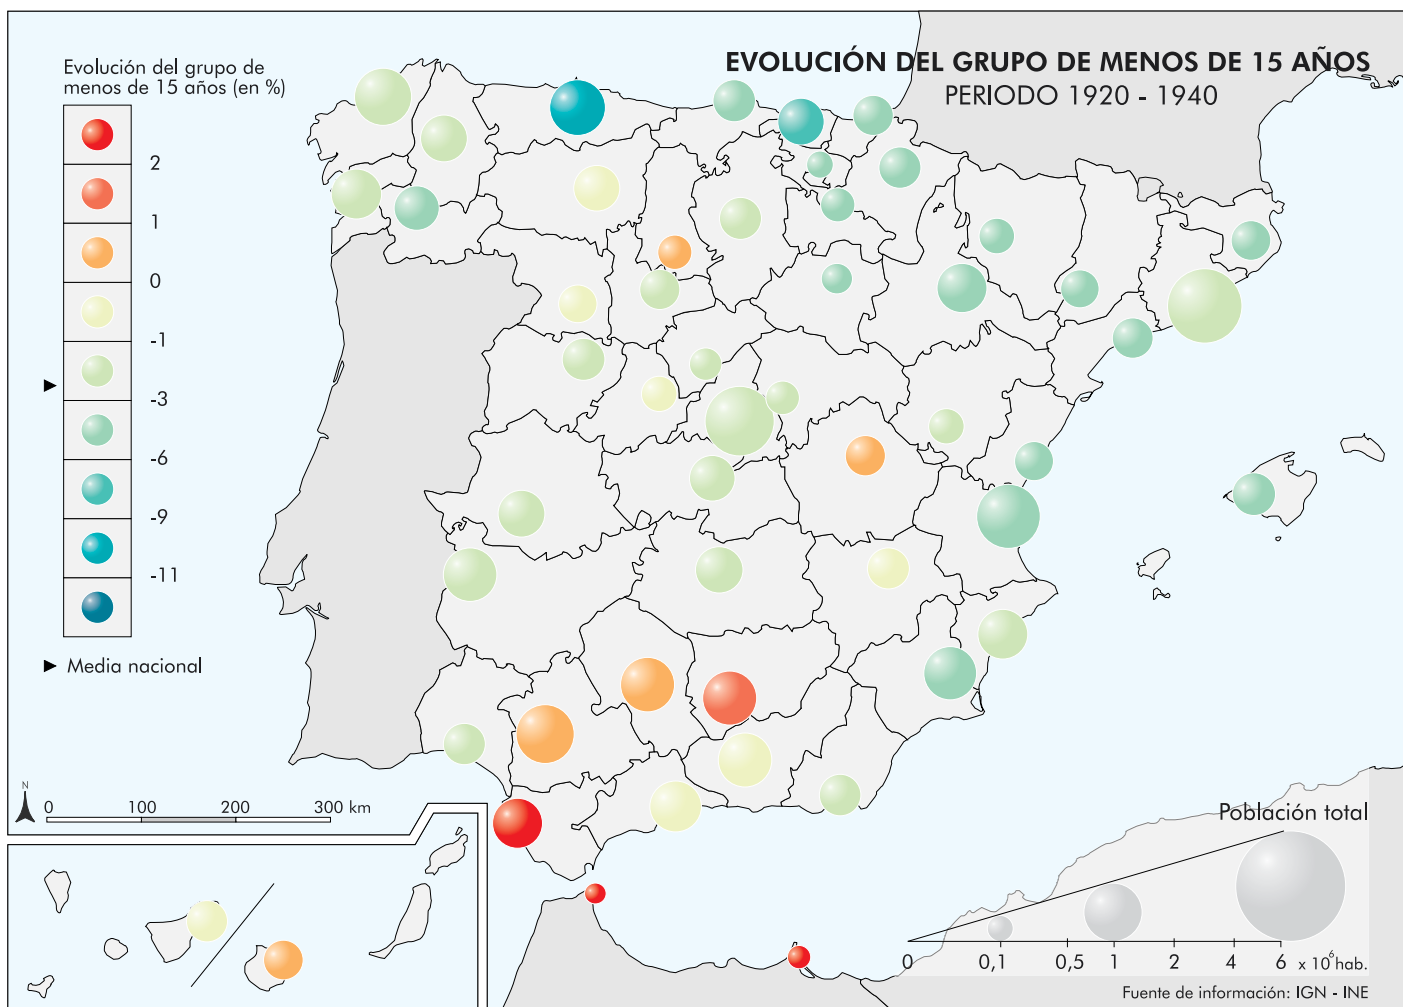 EVOLUCIÓN DEL GRUPO DE MENOS DE 15 AÑOS
PERIODO 1920 - 1940
Evolución del grupo de
menos de 15 años (en %)
2
1
0
-1
-3
-6
-9
-11
► Media nacional
N
0 100 200 300 km
Población total
0 0,1 0,5 1 2 4 6 x 10⁶ hab.
Fuente de información: IGN - INE